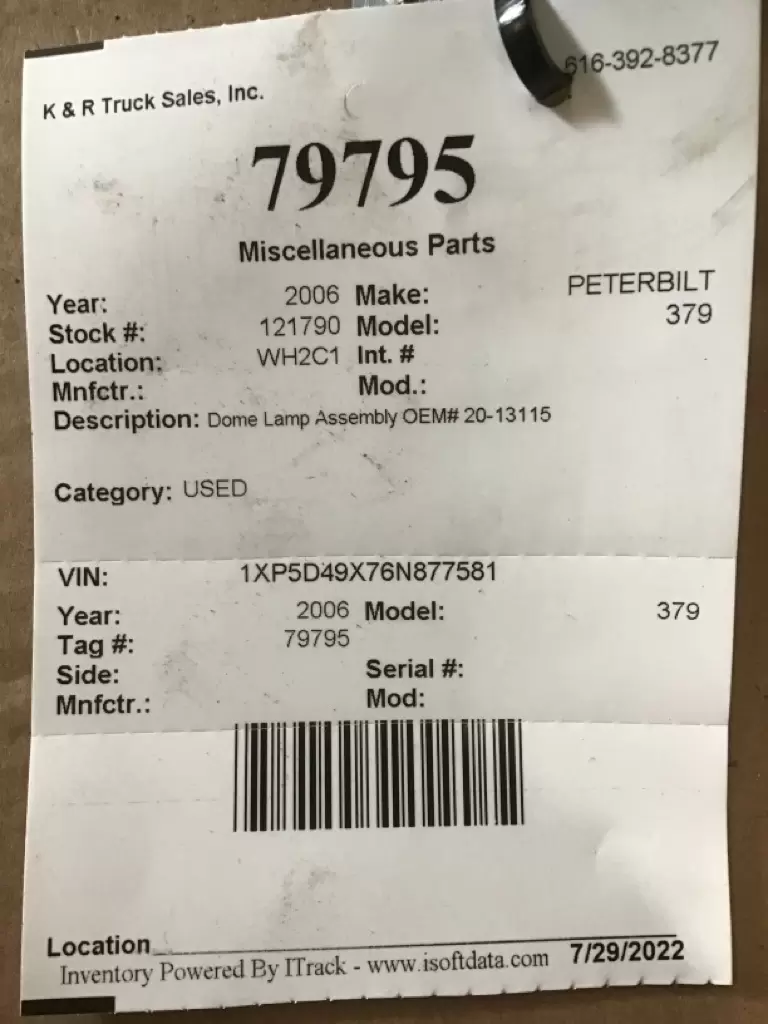 616-392-8377
K & R Truck Sales, Inc.
79795
Miscellaneous Parts
Year: 2006 Make: PETERBILT
Stock #: 121790 Model: 379
Location: WH2C1 Int. #
Mnfctr.: Mod.:
Description: Dome Lamp Assembly OEM# 20-13115
Category: USED
VIN: 1XP5D49X76N877581
Year: 2006 Model: 379
Tag #: 79795
Side: Serial #:
Mnfctr.: Mod:
Location
Inventory Powered By ITrack - www.isoftdata.com 7/29/2022